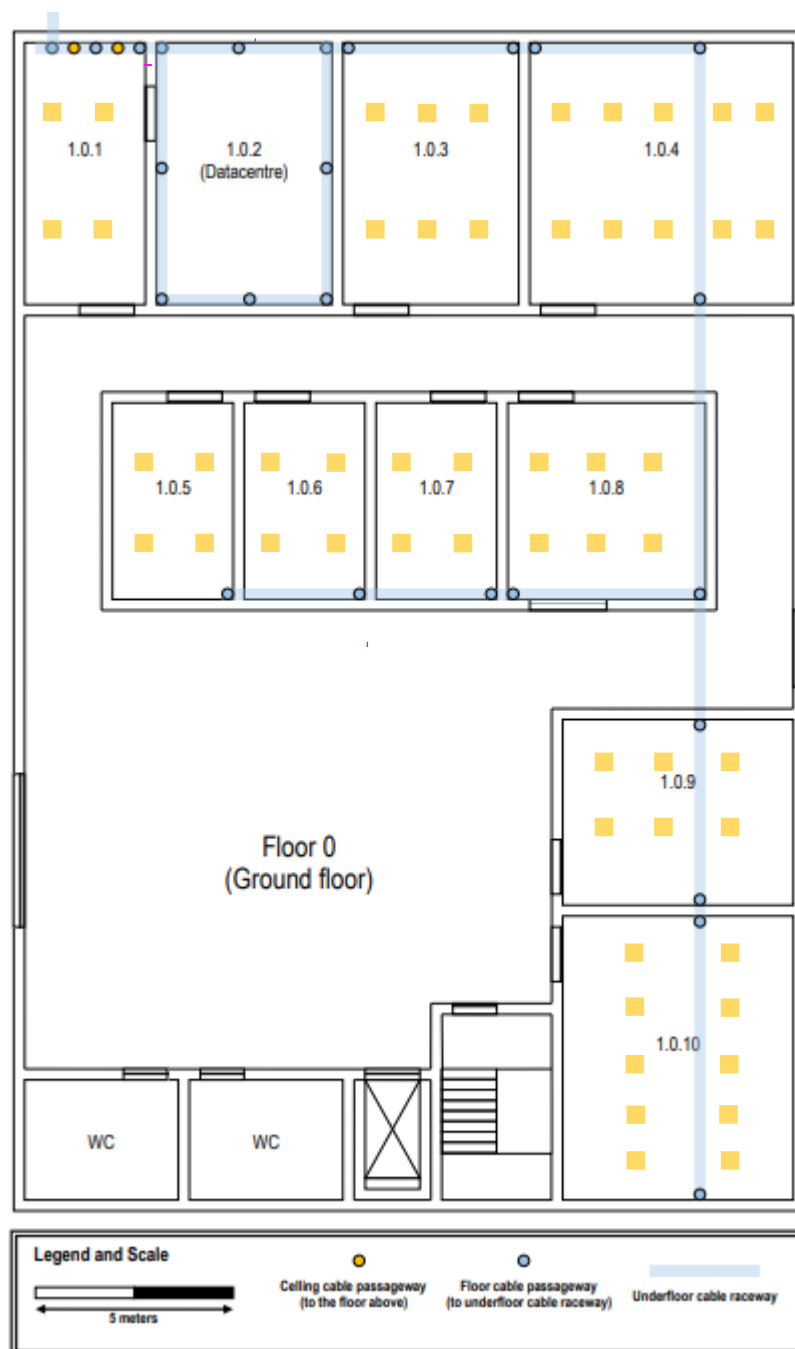 1.0.1
1.0.2
(Datacentre)
1.0.3
1.0.4
1.0.5
1.0.6
1.0.7
1.0.8
1.0.9
Floor 0
(Ground floor)
1.0.10
WC
WC
Legend and Scale
5 meters
Celling cable passageway
(to the floor above)
Floor cable passageway
(to underfloor cable raceway)
Underfloor cable raceway